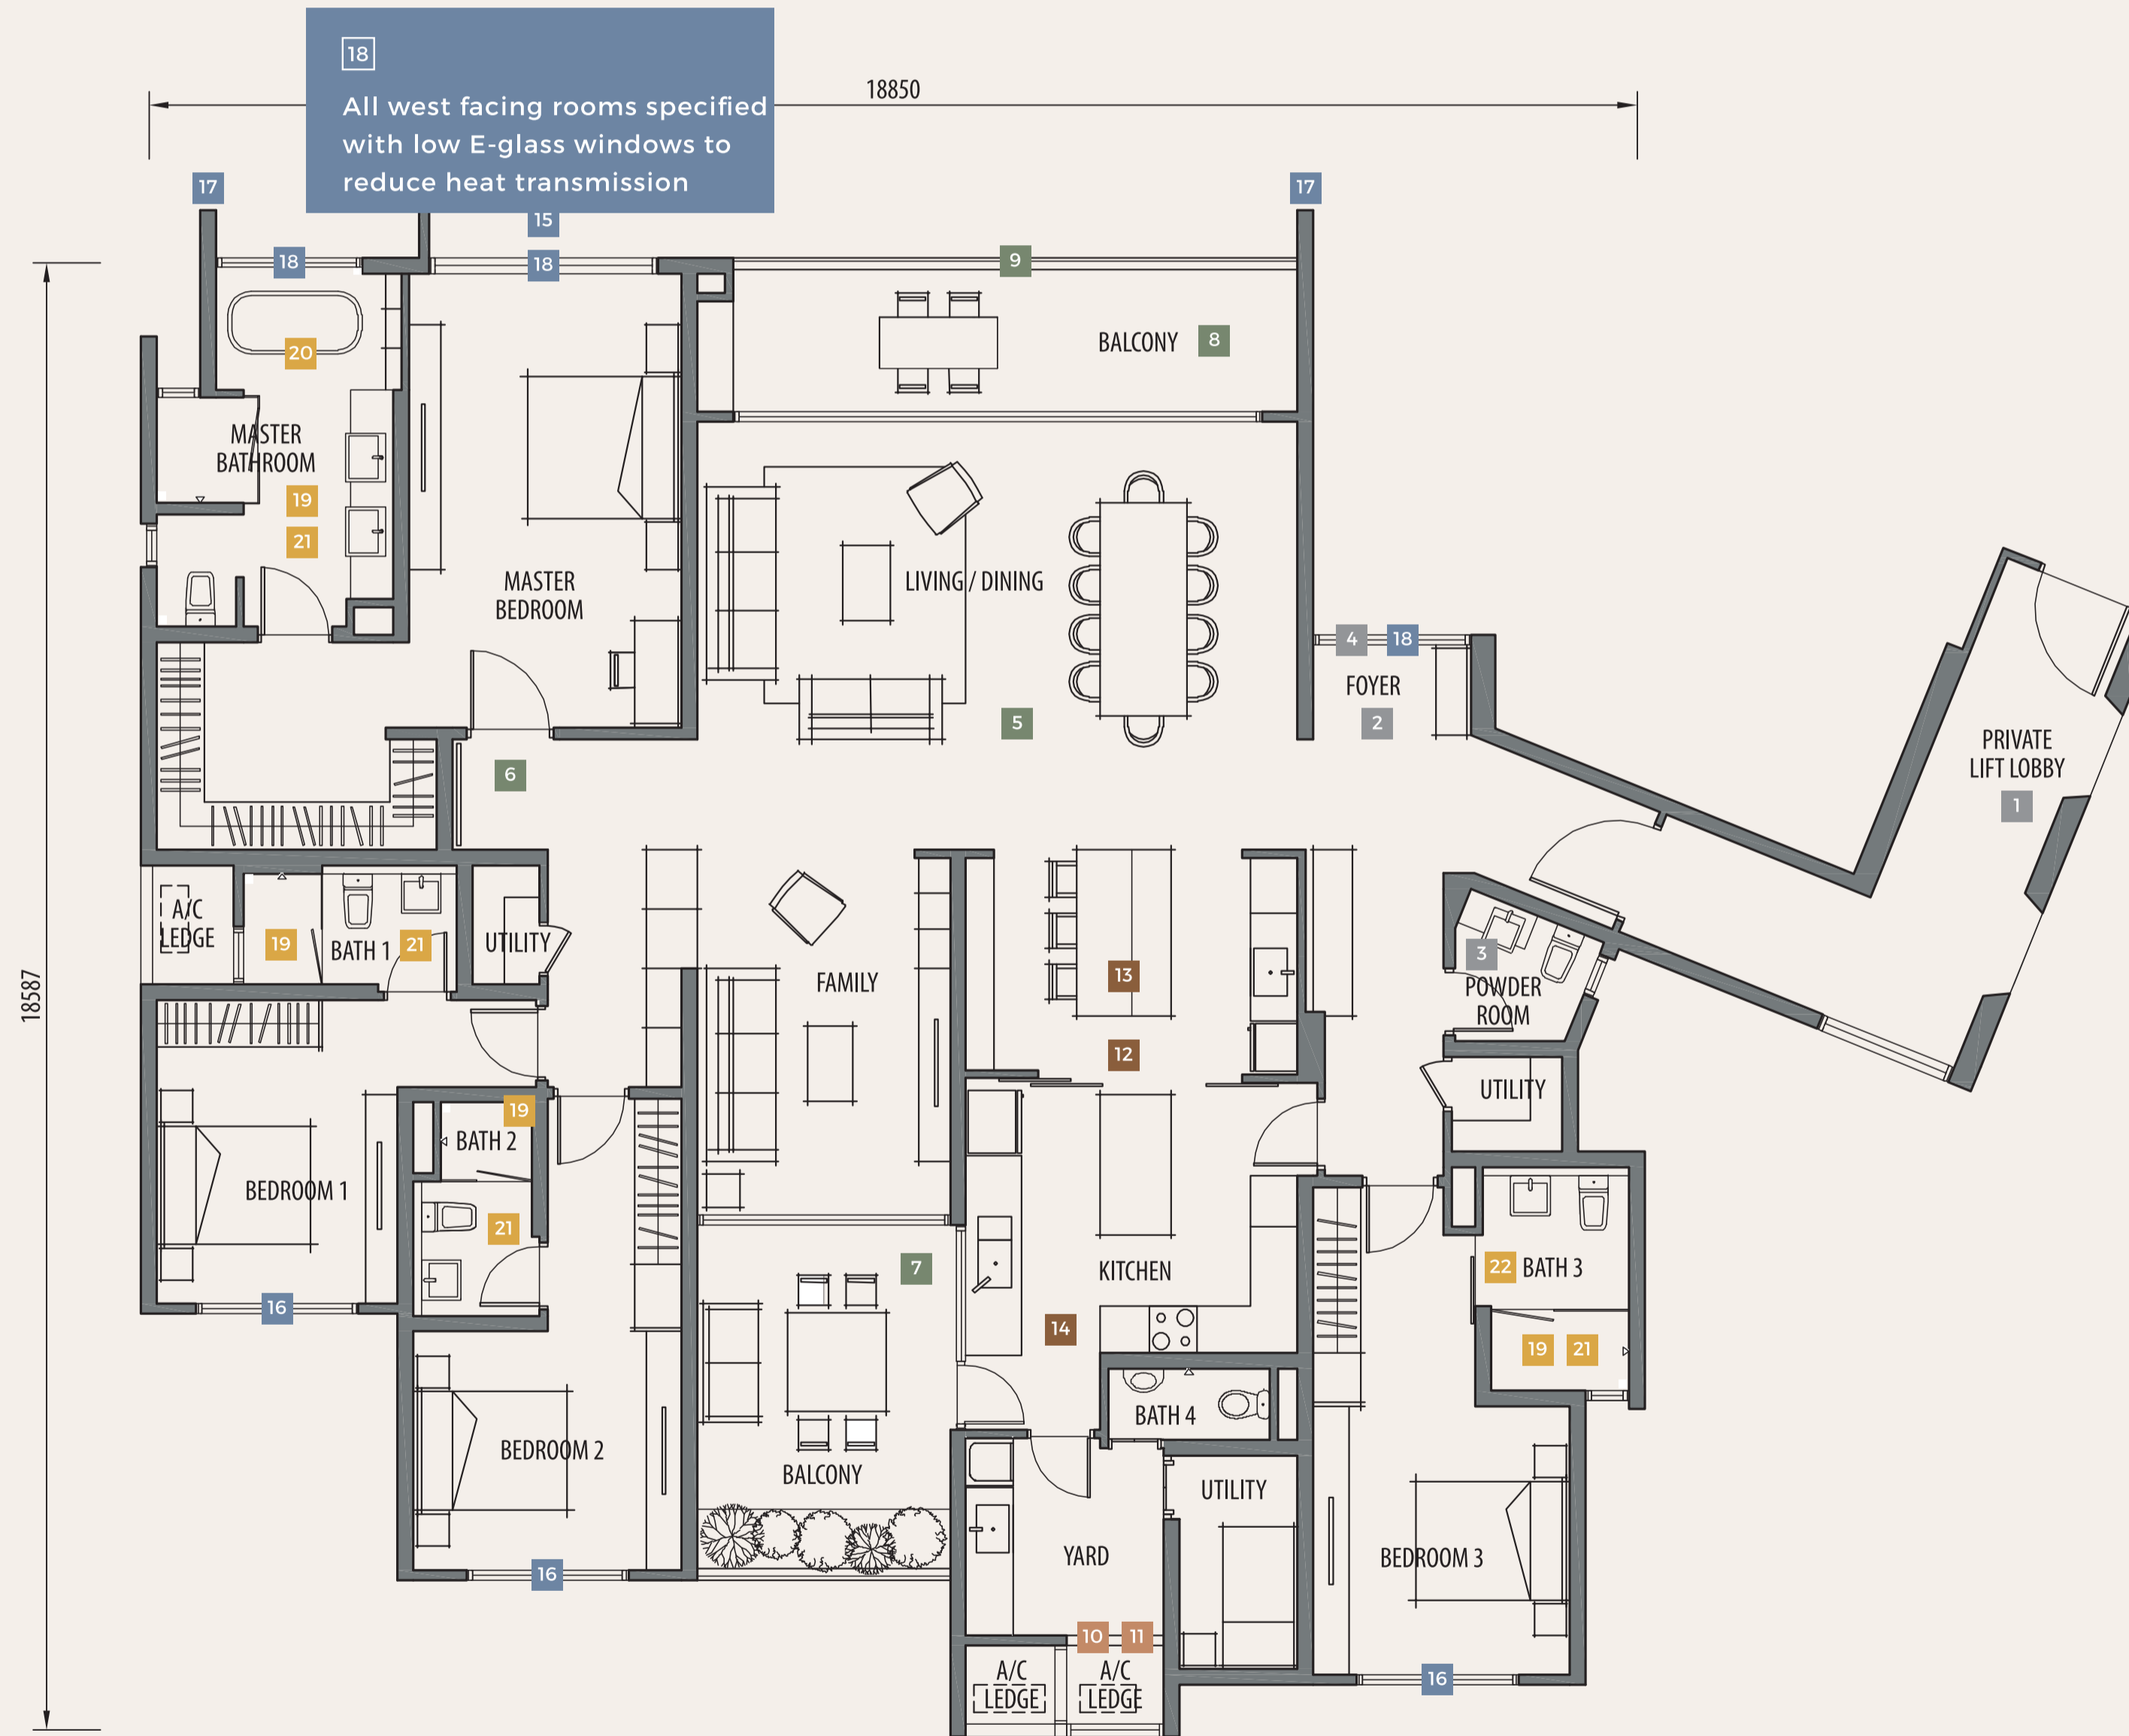 18
All west facing rooms specified
with low E-glass windows to
reduce heat transmission
18850
17
15
17
18
18
9
BALCONY 8
20
MASTER
BATHROOM
19
21
MASTER
BEDROOM
LIVING / DINING
4 18
FOYER
2
5
6
PRIVATE
LIFT LOBBY
1
A/C
LEDGE
19
BATH 1
21
UTILITY
FAMILY
13
3
POWDER
ROOM
18587
12
UTILITY
19
BATH 2
BEDROOM 1
21
7
KITCHEN
22 BATH 3
16
14
19 21
BATH 4
BEDROOM 2
BALCONY
UTILITY
YARD
BEDROOM 3
16
10 11
A/C
LEDGE
A/C
LEDGE
16